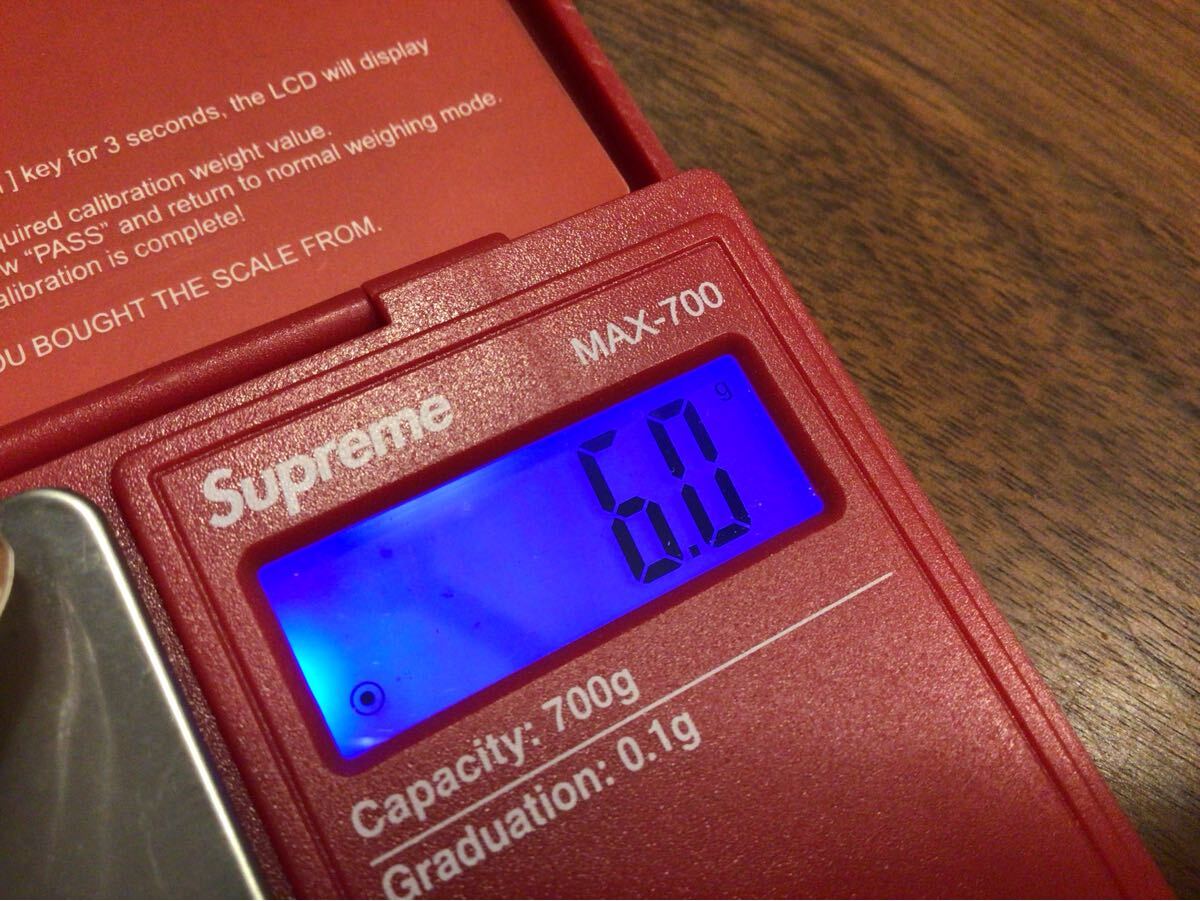 ] key for 3 seconds, the LCD will display
quired calibration weight value.
w “PASS” and return to normal weighing mode.
alibration is complete!
OU BOUGHT THE SCALE FROM.
Supreme
MAX-700
6.0 g
Capacity: 700g
Graduation: 0.1g